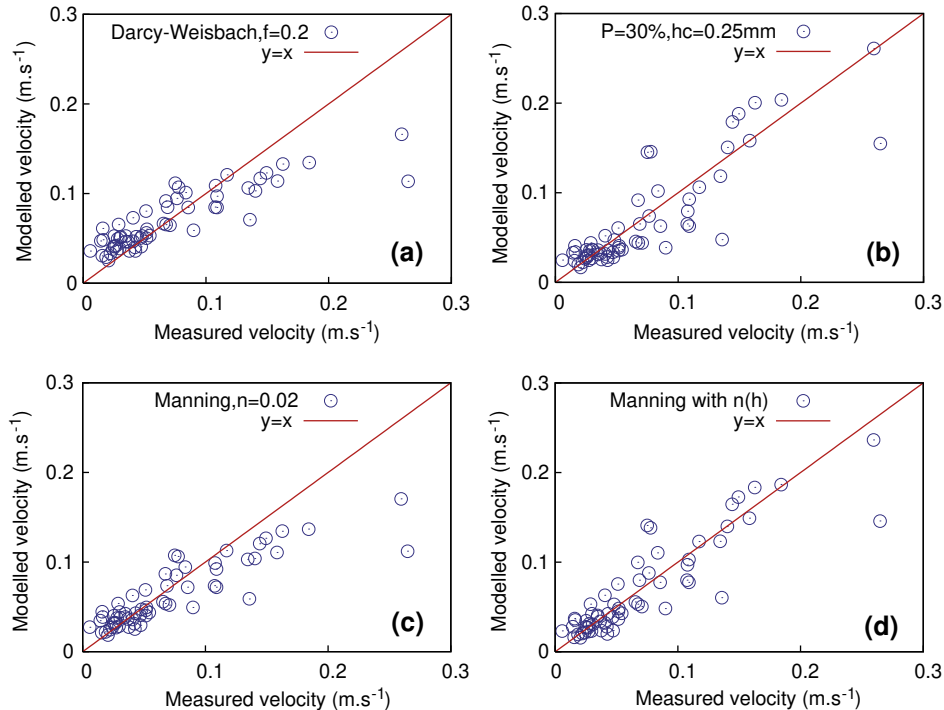 0.3
Darcy-Weisbach,f=0.2
y=x
0.2
0.1
0
Modelled velocity (m.s-1)
(a)
0 0.1 0.2 0.3
Measured velocity (m.s-1)
0.3
P=30%,hc=0.25mm
y=x
0.2
0.1
0
Modelled velocity (m.s-1)
(b)
0 0.1 0.2 0.3
Measured velocity (m.s-1)
0.3
Manning,n=0.02
y=x
0.2
0.1
0
Modelled velocity (m.s-1)
(c)
0 0.1 0.2 0.3
Measured velocity (m.s-1)
0.3
Manning with n(h)
y=x
0.2
0.1
0
Modelled velocity (m.s-1)
(d)
0 0.1 0.2 0.3
Measured velocity (m.s-1)